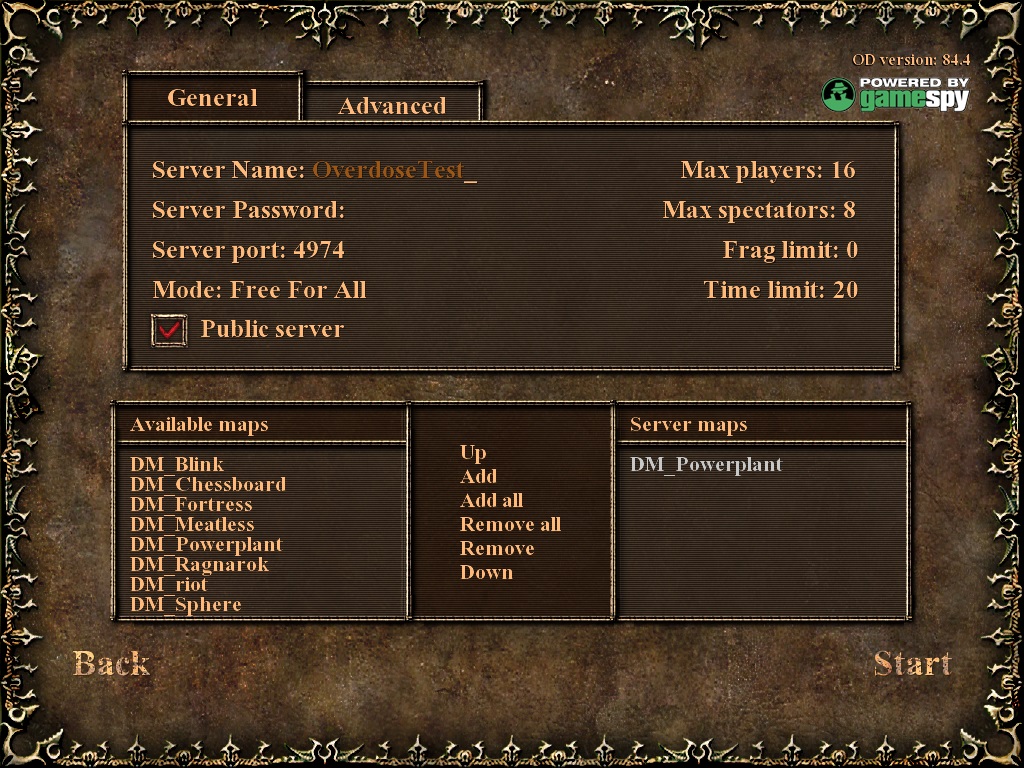 OD version: 84.4
POWERED BY
gamespy
General
Advanced
Server Name: OverdoseTest_
Max players: 16
Server Password:
Max spectators: 8
Server port: 4974
Frag limit: 0
Mode: Free For All
Time limit: 20
Public server
Available maps
DM_Blink
DM_Chessboard
DM_Fortress
DM_Meatless
DM_Powerplant
DM_Ragnarok
DM_riot
DM_Sphere
Up
Add
Add all
Remove all
Remove
Down
Server maps
DM_Powerplant
Back
Start